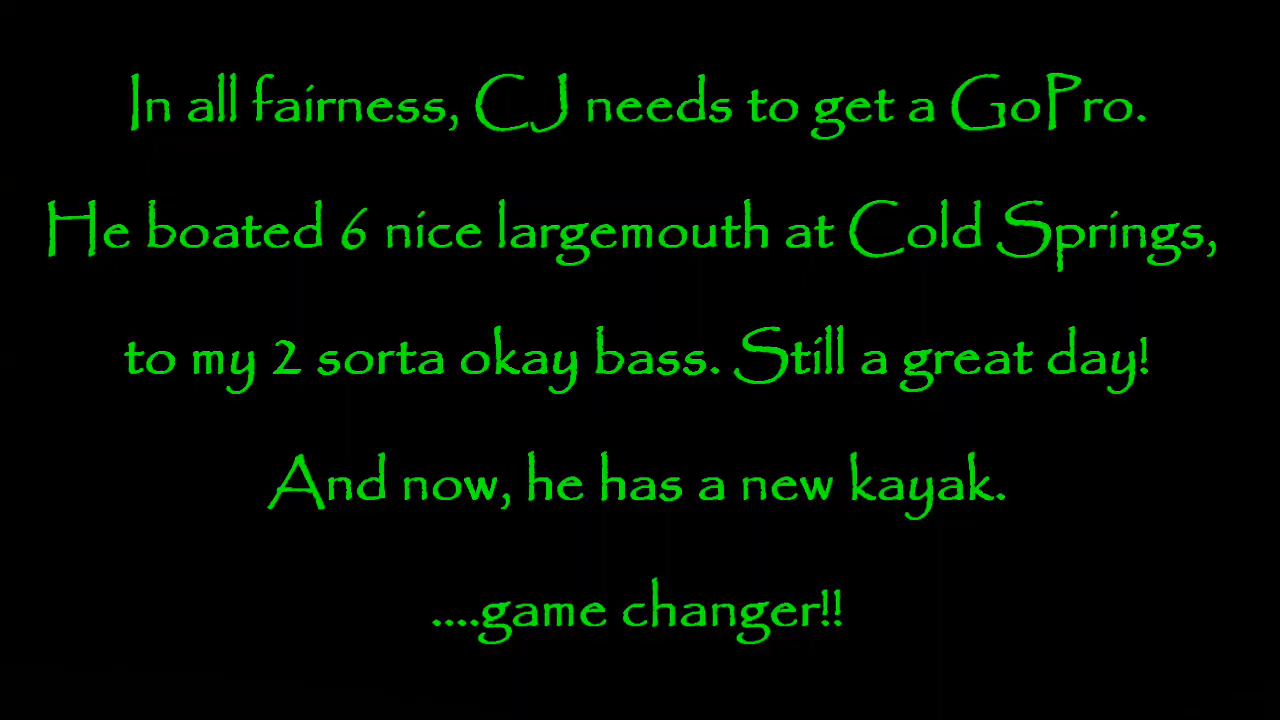 In all fairness, CJ needs to get a GoPro.
He boated 6 nice largemouth at Cold Springs,
to my 2 sorta okay bass. Still a great day!
And now, he has a new kayak.
....game changer!!